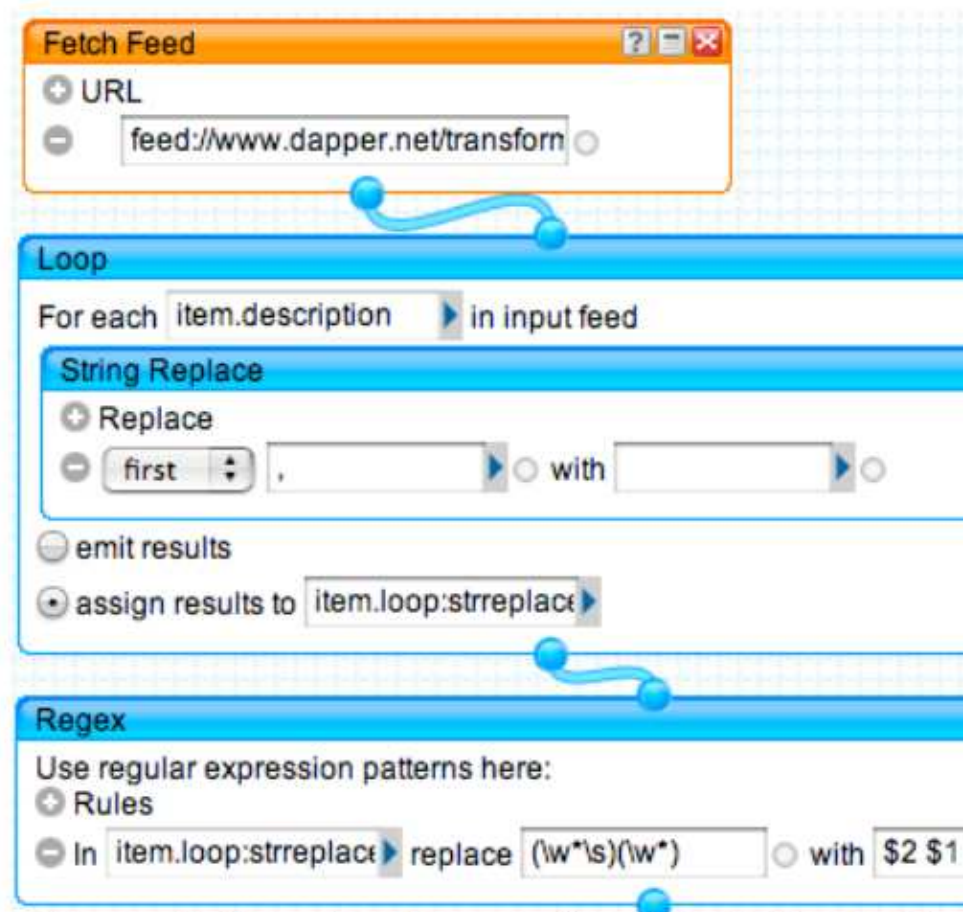 Fetch Feed ?
URL
feed://www.dapper.net/transforn
Loop
For each item.description in input feed
String Replace
Replace
first , with
emit results
assign results to item.loop:strreplace
Regex
Use regular expression patterns here:
Rules
In item.loop:strreplace replace (\w*\s)(\w*) with $2 $1